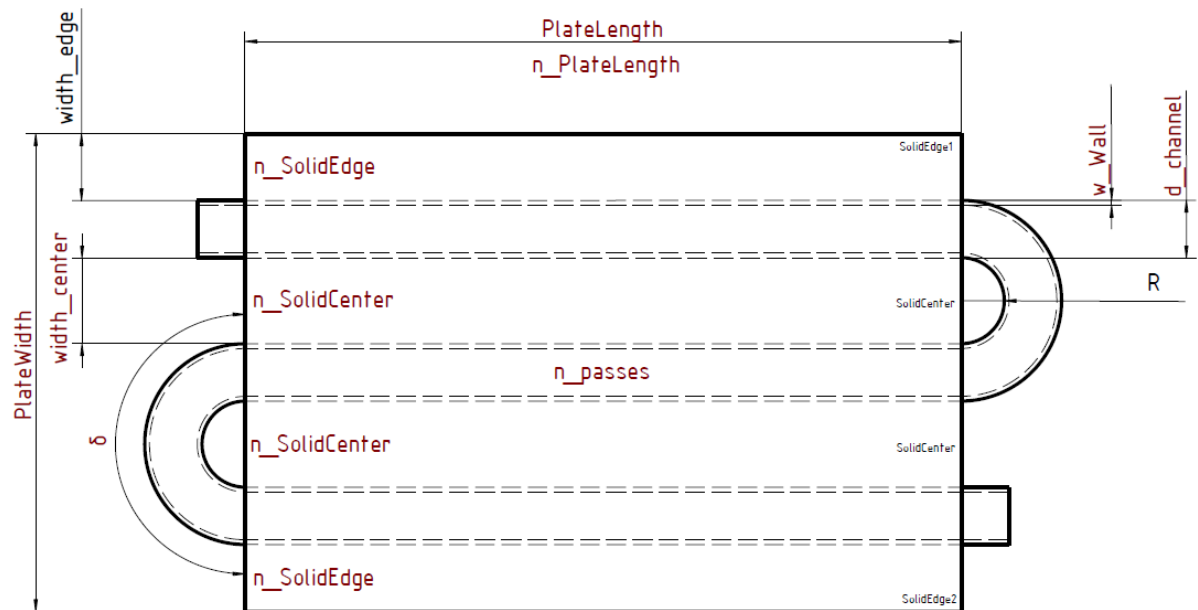 PlateLength
n_PlateLength
width_edge
SolidEdge1
n_SolidEdge
w_Wall
d_channel
width_center
n_SolidCenter
SolidCenter
R
PlateWidth
n_passes
δ
n_SolidCenter
SolidCenter
n_SolidEdge
SolidEdge2